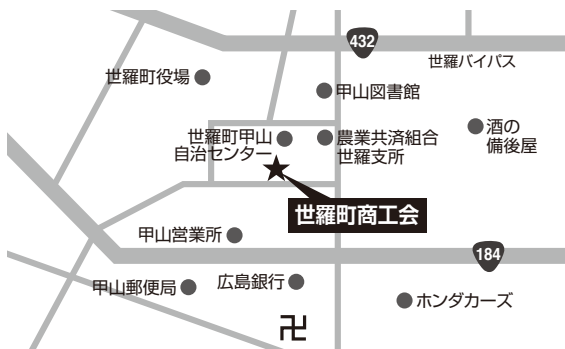 432
世羅バイパス
世羅町役場
甲山図書館
酒の
備後屋
世羅町甲山
自治センター
農業共済組合
世羅支所
世羅町商工会
甲山営業所
184
甲山郵便局
広島銀行
ホンダカーズ
卍